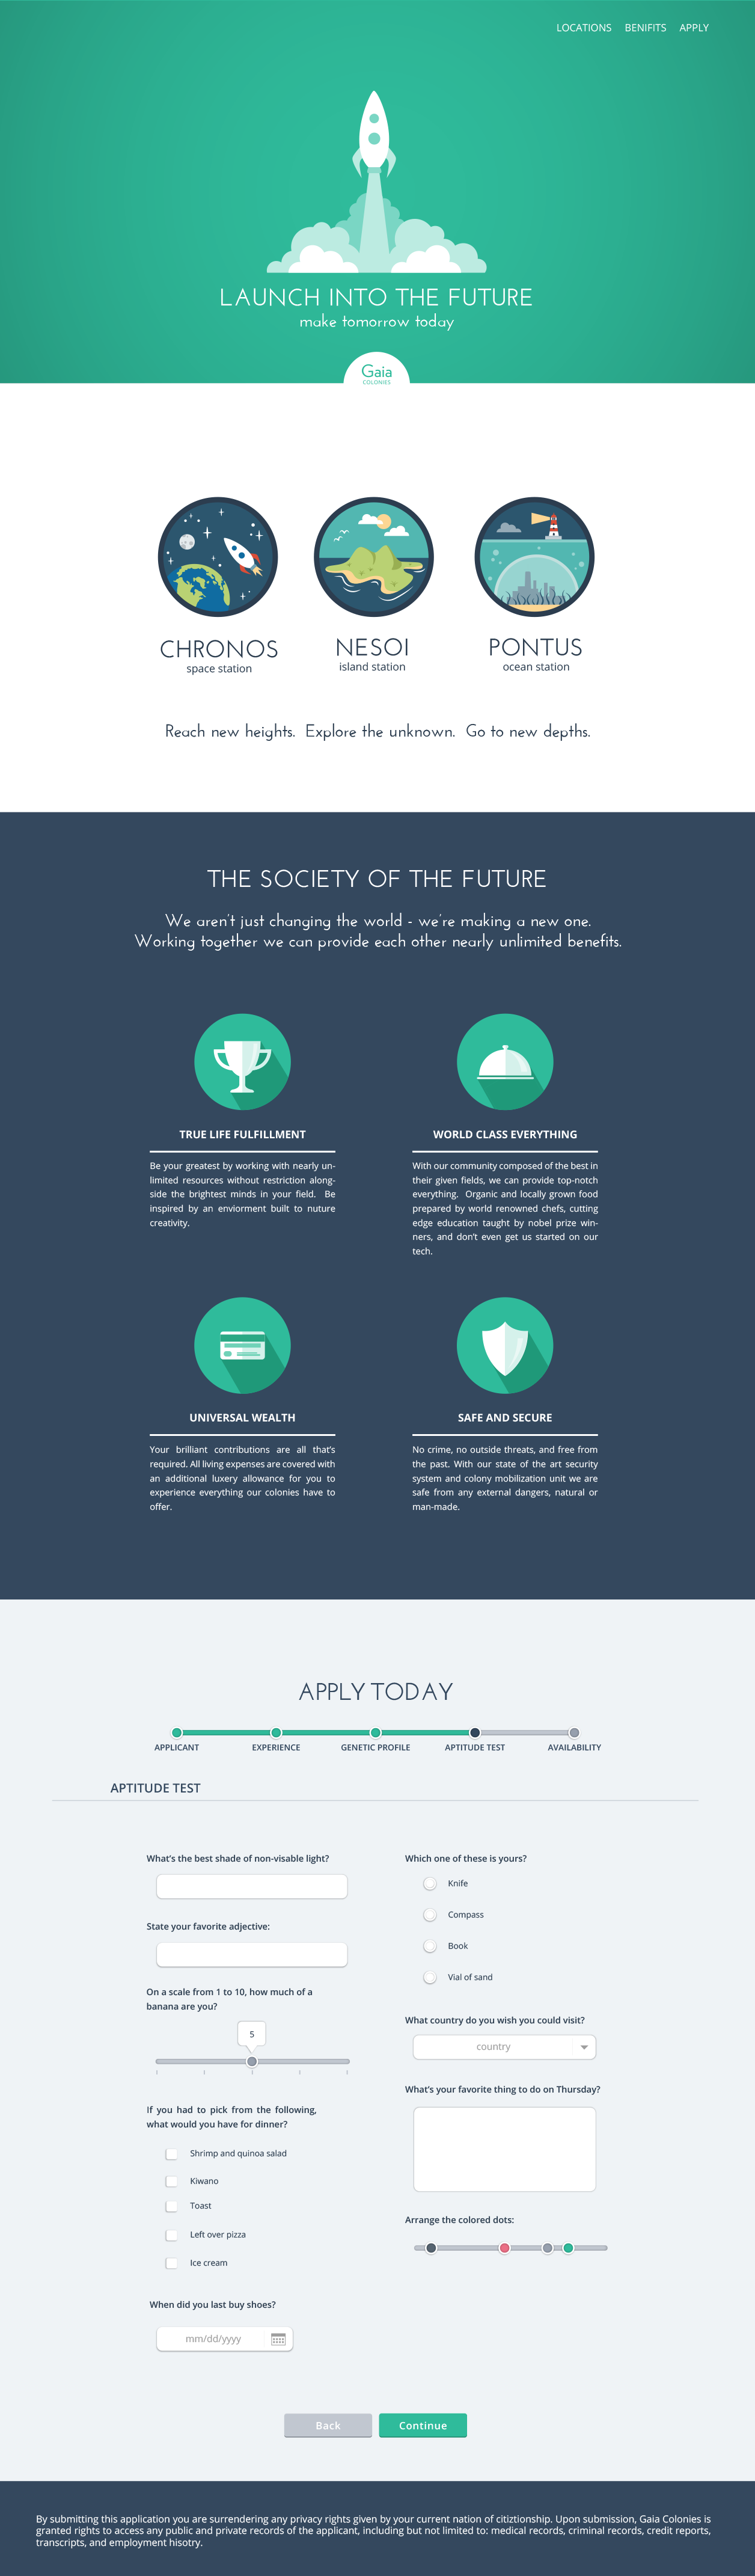 LOCATIONS BENIFITS APPLY
LAUNCH INTO THE FUTURE
make tomorrow today
Gaia
COLONIES
CHRONOS
space station
NESOI
island station
PONTUS
ocean station
Reach new heights. Explore the unknown. Go to new depths.
THE SOCIETY OF THE FUTURE
We aren't just changing the world - we're making a new one.
Working together we can provide each other nearly unlimited benefits.
TRUE LIFE FULFILLMENT
Be your greatest by working with nearly un-
limited resources without restriction along-
side the brightest minds in your field. Be
inspired by an enviorment built to nuture
creativity.
WORLD CLASS EVERYTHING
With our community composed of the best in
their given fields, we can provide top-notch
everything. Organic and locally grown food
prepared by world renowned chefs, cutting
edge education taught by nobel prize win-
ners, and don't even get us started on our
tech.
UNIVERSAL WEALTH
Your brilliant contributions are all that's
required. All living expenses are covered with
an additional luxery allowance for you to
experience everything our colonies have to
offer.
SAFE AND SECURE
No crime, no outside threats, and free from
the past. With our state of the art security
system and colony mobilization unit we are
safe from any external dangers, natural or
man-made.
APPLY TODAY
APPLICANT EXPERIENCE GENETIC PROFILE APTITUDE TEST AVAILABILITY
APTITUDE TEST
What's the best shade of non-visable light?
State your favorite adjective:
On a scale from 1 to 10, how much of a
banana are you?
5
If you had to pick from the following,
what would you have for dinner?
Shrimp and quinoa salad
Kiwano
Toast
Left over pizza
Ice cream
When did you last buy shoes?
mm/dd/yyyy
Which one of these is yours?
Knife
Compass
Book
Vial of sand
What country do you wish you could visit?
country
What's your favorite thing to do on Thursday?
Arrange the colored dots:
Back
Continue
By submitting this application you are surrendering any privacy rights given by your current nation of citiztionship. Upon submission, Gaia Colonies is
granted rights to access any public and private records of the applicant, including but not limited to: medical records, criminal records, credit reports,
transcripts, and employment hisotry.